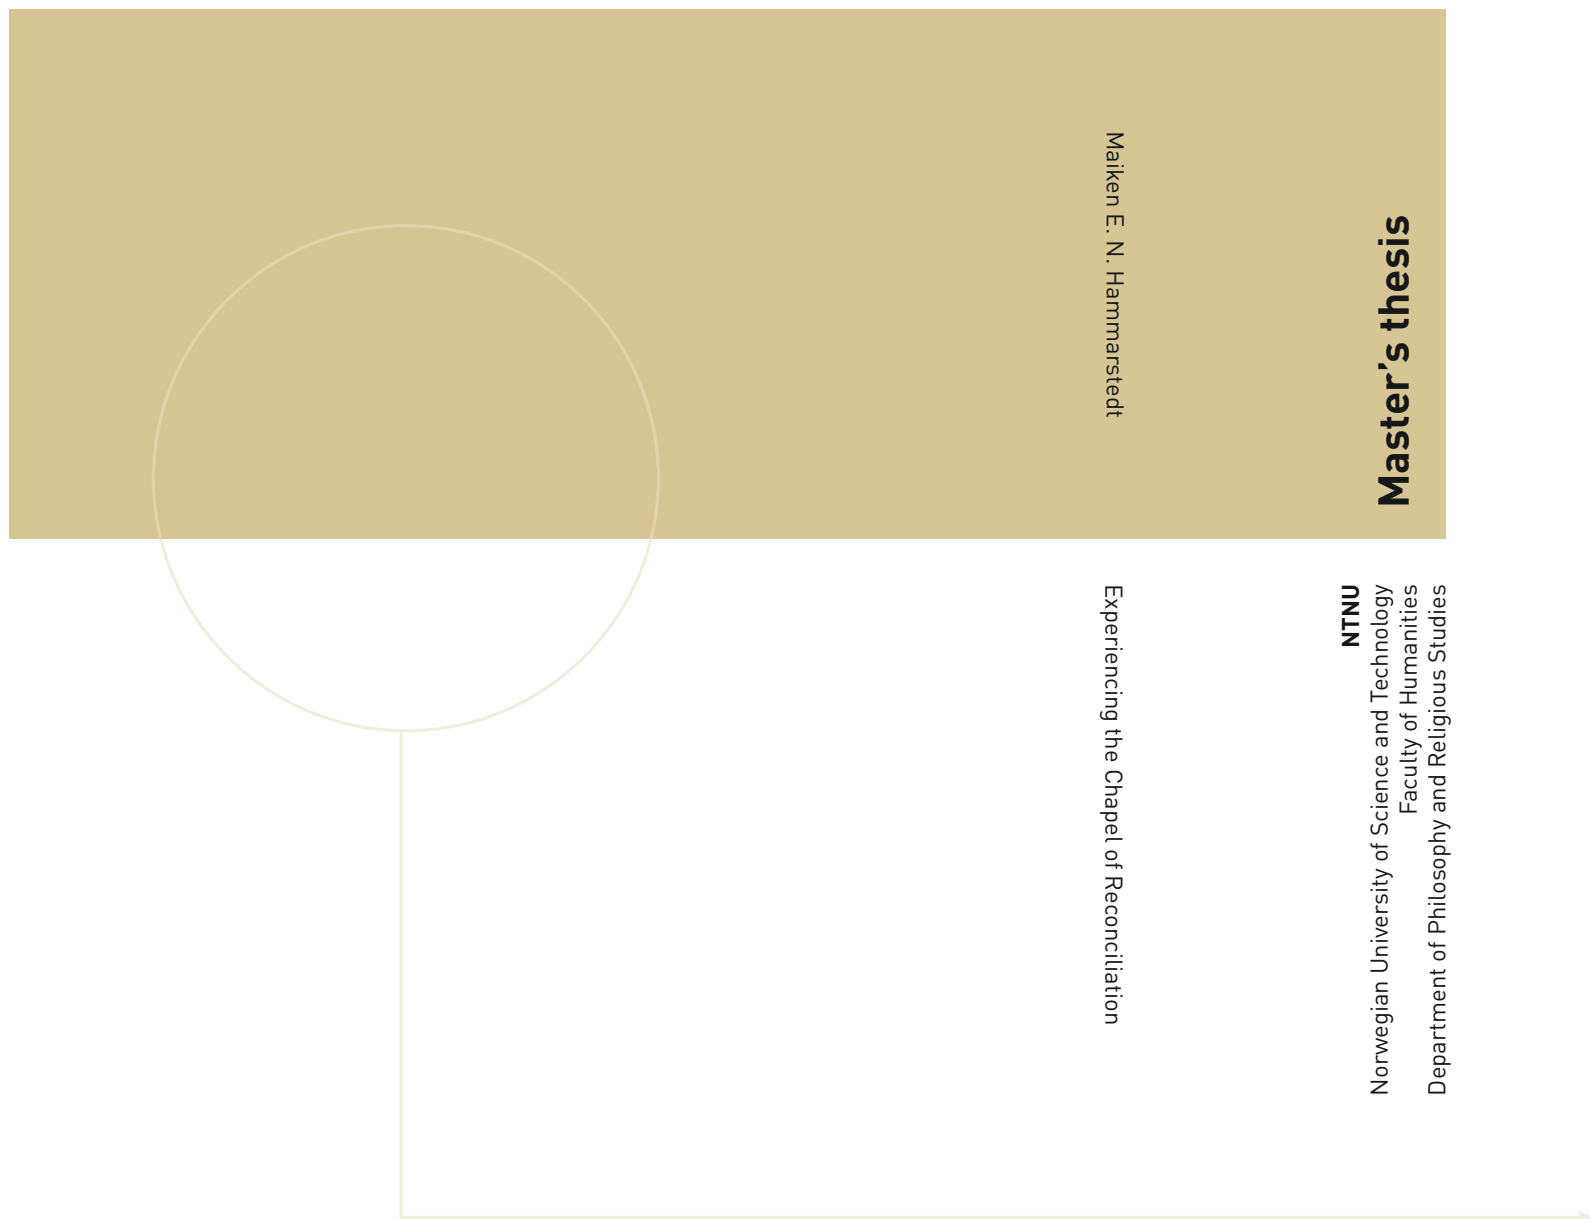 Maiken E. N. Hammarstedt
Experiencing the Chapel of Reconciliation
Master's thesis
NTNU
Norwegian University of Science and Technology
Faculty of Humanities
Department of Philosophy and Religious Studies